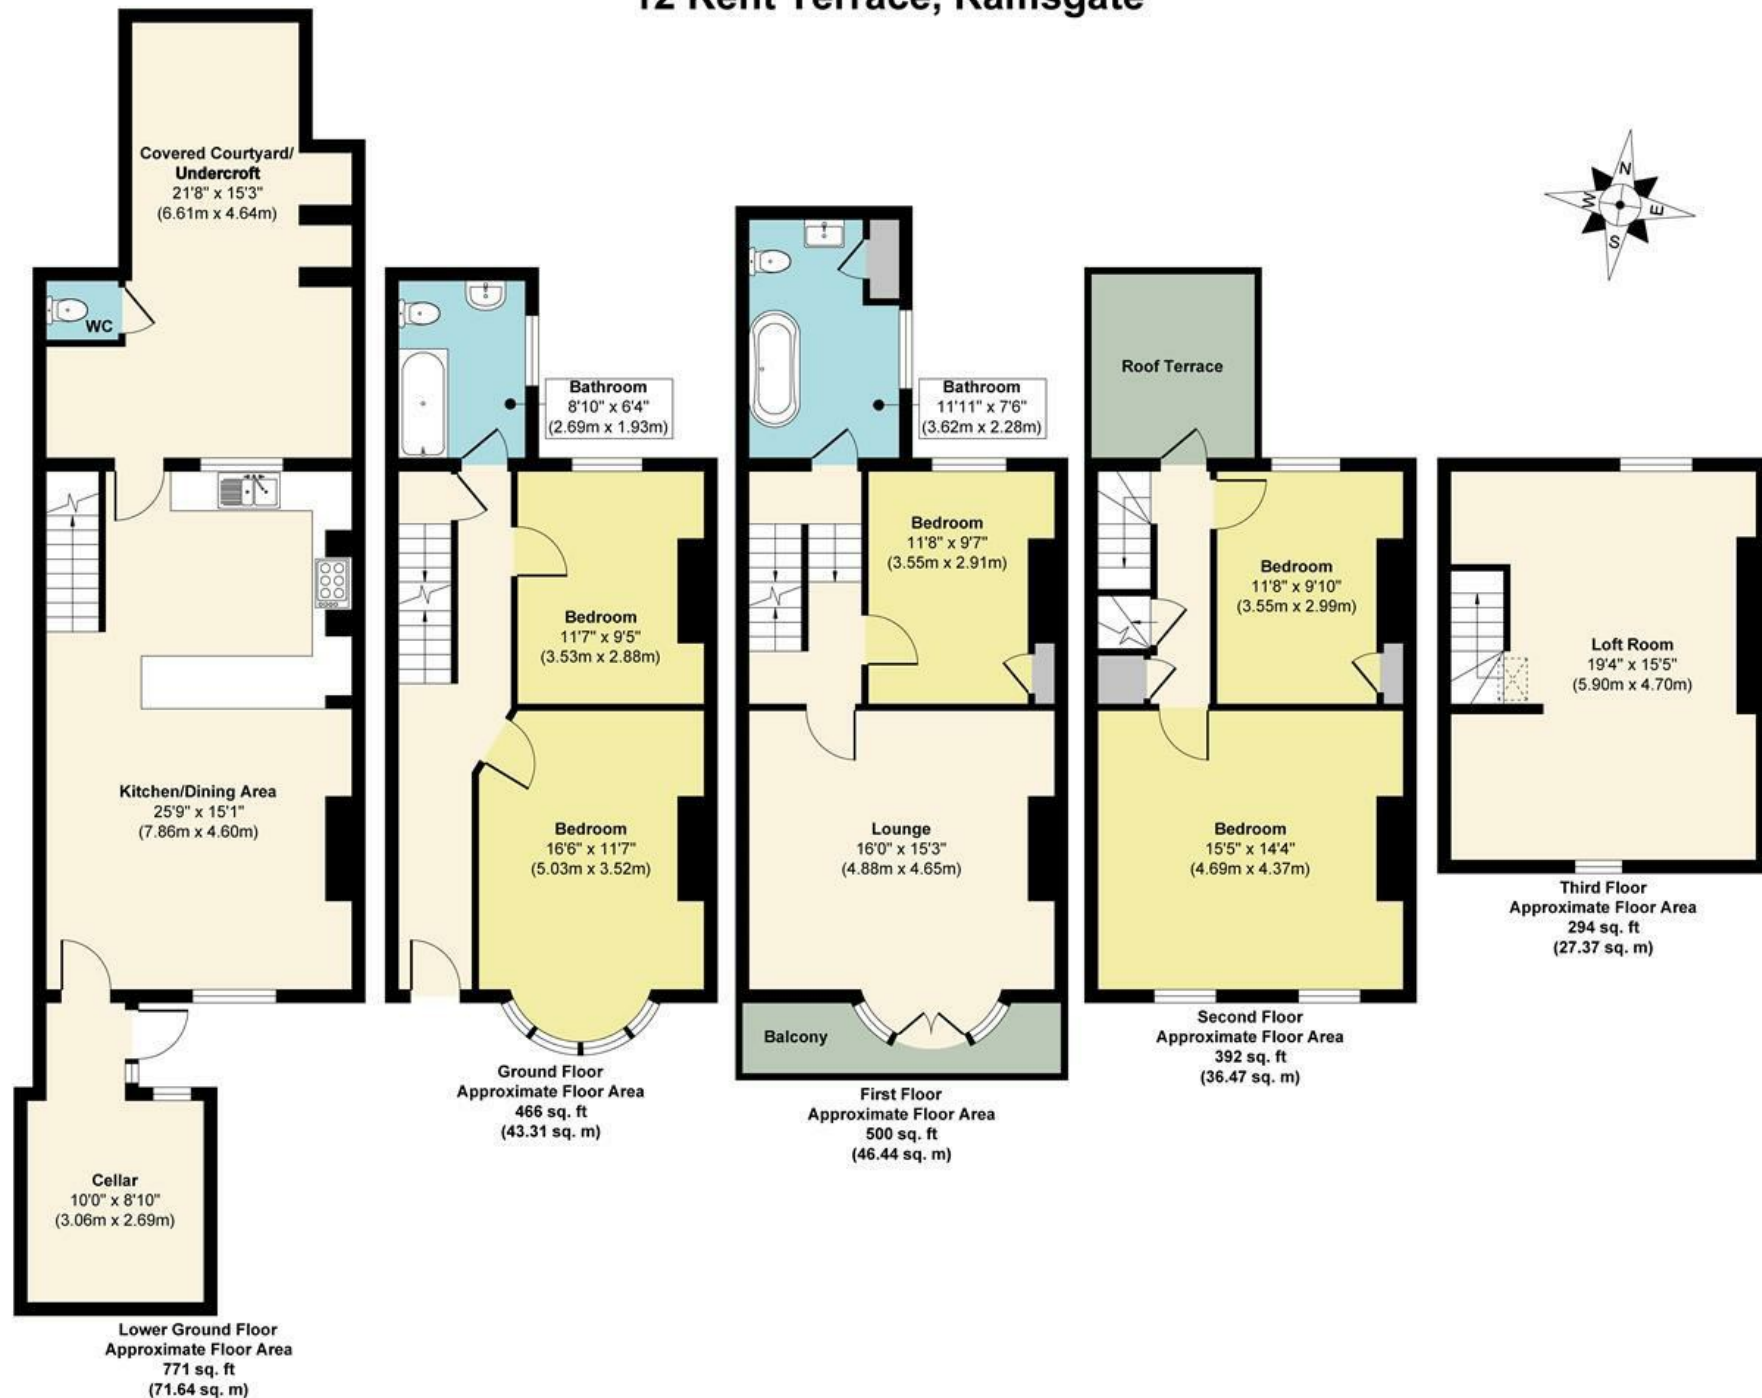 12 Kent Terrace, Ramsgate
Covered Courtyard/
Undercroft
21'8" x 15'3"
(6.61m x 4.64m)
WC
Kitchen/Dining Area
25'9" x 15'1"
(7.86m x 4.60m)
Cellar
10'0" x 8'10"
(3.06m x 2.69m)
Lower Ground Floor
Approximate Floor Area
771 sq. ft
(71.64 sq. m)
Bathroom
8'10" x 6'4"
(2.69m x 1.93m)
Bedroom
11'7" x 9'5"
(3.53m x 2.88m)
Bedroom
16'6" x 11'7"
(5.03m x 3.52m)
Ground Floor
Approximate Floor Area
466 sq. ft
(43.31 sq. m)
Bathroom
11'11" x 7'6"
(3.62m x 2.28m)
Bedroom
11'8" x 9'7"
(3.55m x 2.91m)
Lounge
16'0" x 15'3"
(4.88m x 4.65m)
Balcony
First Floor
Approximate Floor Area
500 sq. ft
(46.44 sq. m)
Roof Terrace
Bedroom
11'8" x 9'10"
(3.55m x 2.99m)
Bedroom
15'5" x 14'4"
(4.69m x 4.37m)
Second Floor
Approximate Floor Area
392 sq. ft
(36.47 sq. m)
N
W
E
S
Loft Room
19'4" x 15'5"
(5.90m x 4.70m)
Third Floor
Approximate Floor Area
294 sq. ft
(27.37 sq. m)